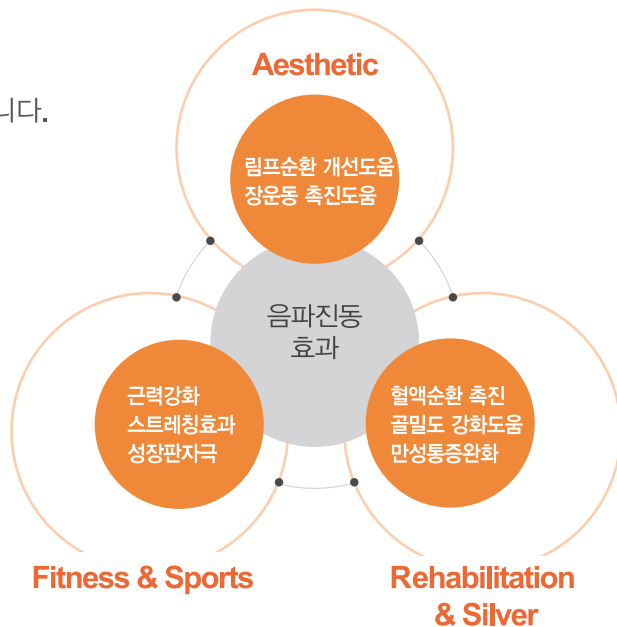 Aesthetic
니다.
림프순환 개선도움
장운동 촉진도움
음파진동
효과
근력강화
스트레칭효과
성장판자극
혈액순환 촉진
골밀도 강화도움
만성통증완화
Fitness & Sports
Rehabilitation
& Silver